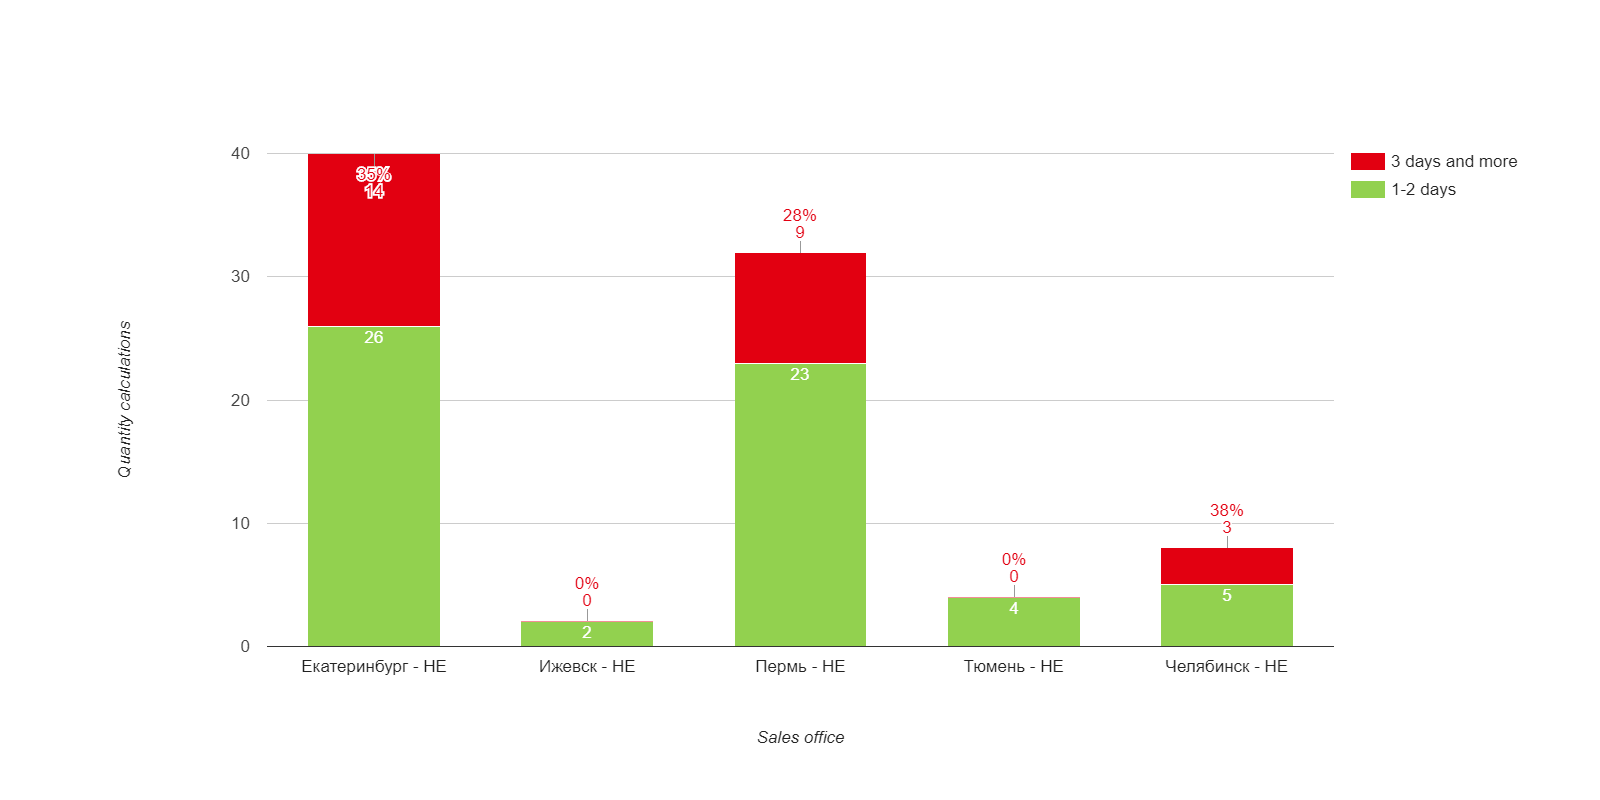 40
30
20
10
0
Quantity calculations
35%
14
26
0%
0
2
28%
9
23
0%
0
4
38%
3
5
Екатеринбург - НЕ
Ижевск - НЕ
Пермь - НЕ
Тюмень - НЕ
Челябинск - НЕ
Sales office
3 days and more
1-2 days